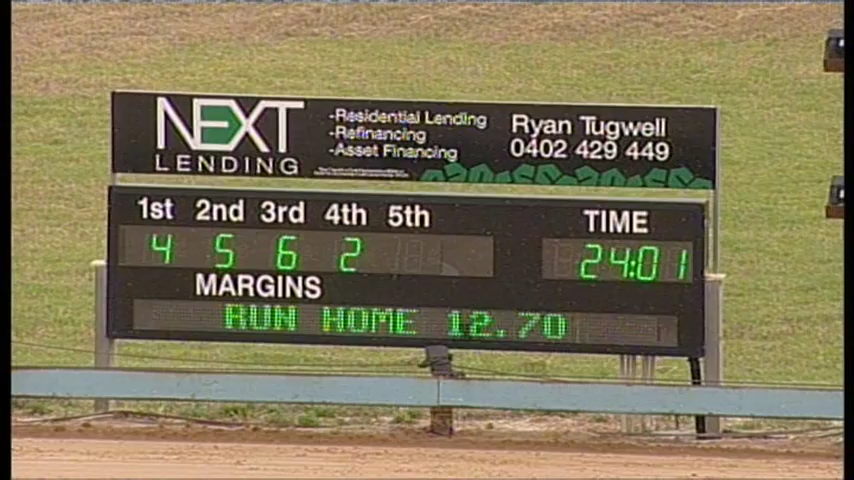 NEXT
LENDING
-Residential Lending
-Refinancing
-Asset Financing
Ryan Tugwell
0402 429 449
1st 2nd 3rd 4th 5th
4 5 6 2
TIME
24:01
MARGINS
RUN HOME 12.70